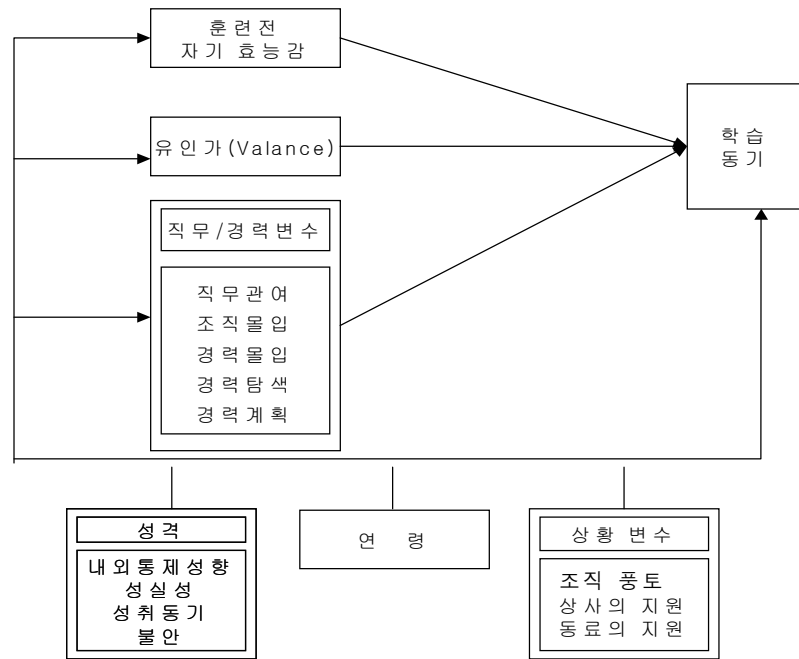 훈련전
자기 효능감
유인가(Valance)
학습
동기
직무/경력변수
직무관여
조직몰입
경력몰입
경력탐색
경력계획
성격
내외통제성향
성실성
성취동기
불안
연 령
상황 변수
조직 풍토
상사의 지원
동료의 지원